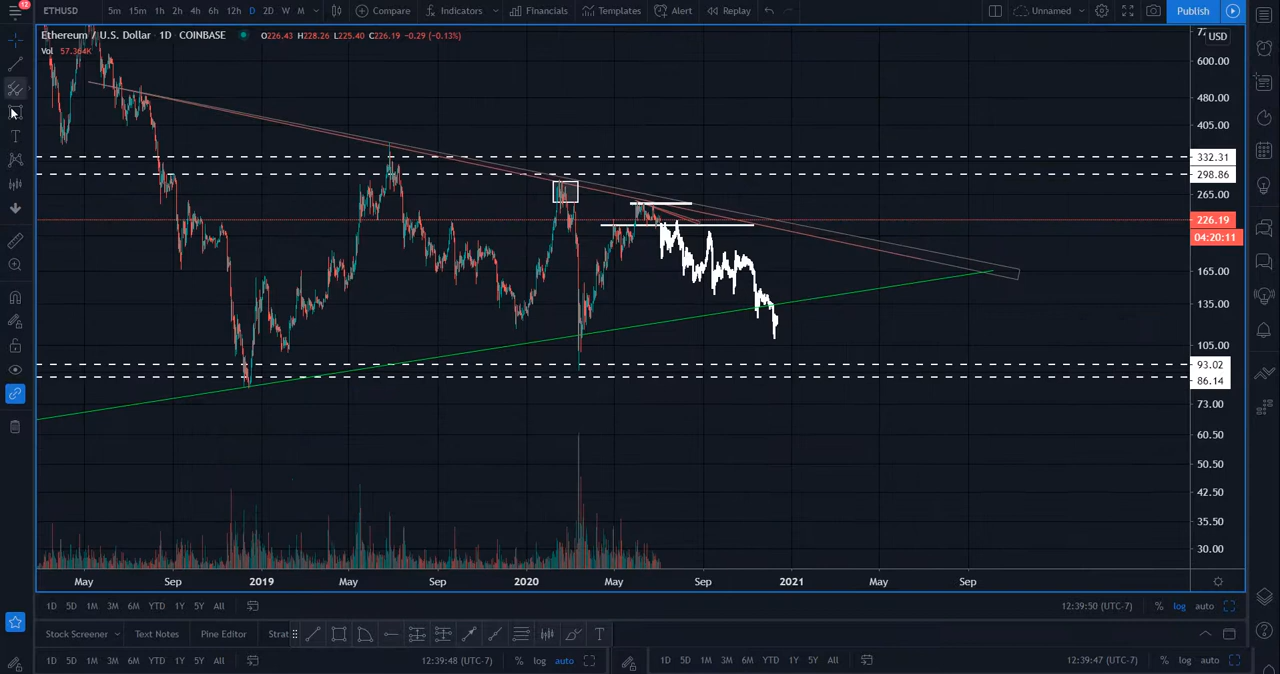 12
ETHUSD 5m 15m 1h 2h 4h 6h 12h D 2D W M Compare Indicators Financials Templates Alert Replay Unnamed Publish
Ethereum / U.S. Dollar · 1D · COINBASE O226.43 H228.26 L225.40 C226.19 -0.29 (-0.13%)
Vol 57.364K
USD
600.00
480.00
405.00
332.31
298.86
265.00
226.19
04:20:11
165.00
135.00
105.00
93.02
86.14
73.00
60.50
50.50
42.50
35.50
30.00
May Sep 2019 May Sep 2020 May Sep 2021 May Sep
1D 5D 1M 3M 6M YTD 1Y 5Y All 12:39:50 (UTC-7) % log auto
Stock Screener Text Notes Pine Editor Strat
1D 5D 1M 3M 6M YTD 1Y 5Y All 12:39:48 (UTC-7) % log auto 1D 5D 1M 3M 6M YTD 1Y 5Y All 12:39:47 (UTC-7) % log auto